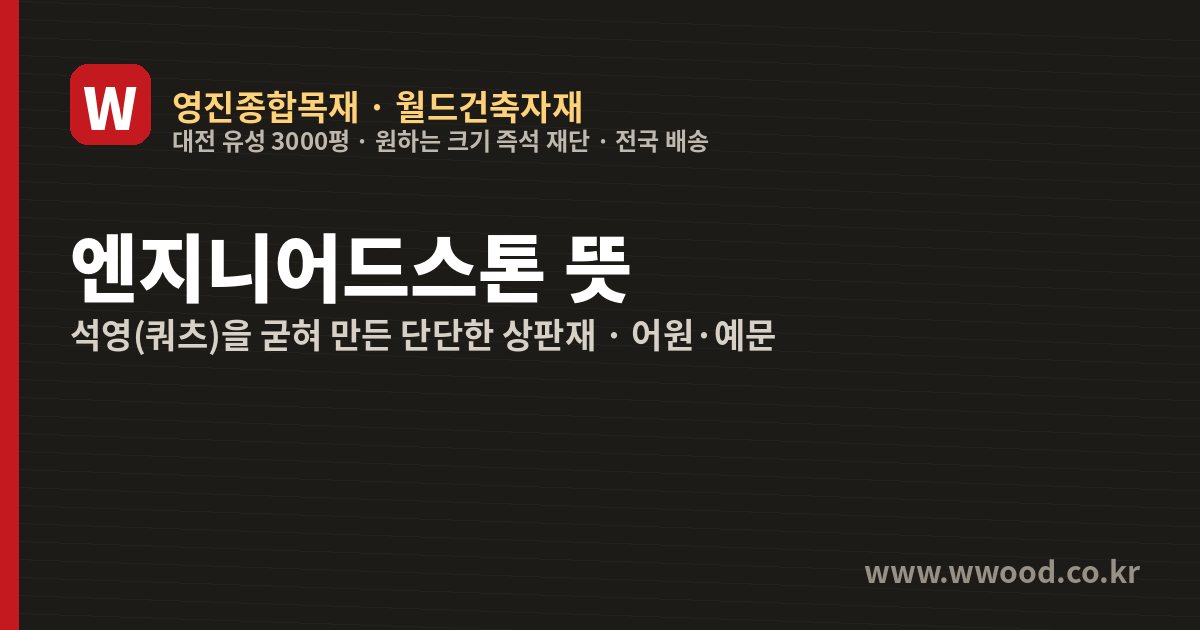 W
영진종합목재 · 월드건축자재
대전 유성 3000평 · 원하는 크기 즉석 재단 · 전국 배송
엔지니어드스톤 뜻
석영(쿼츠)을 굳혀 만든 단단한 상판재 · 어원·예문
www.wwood.co.kr